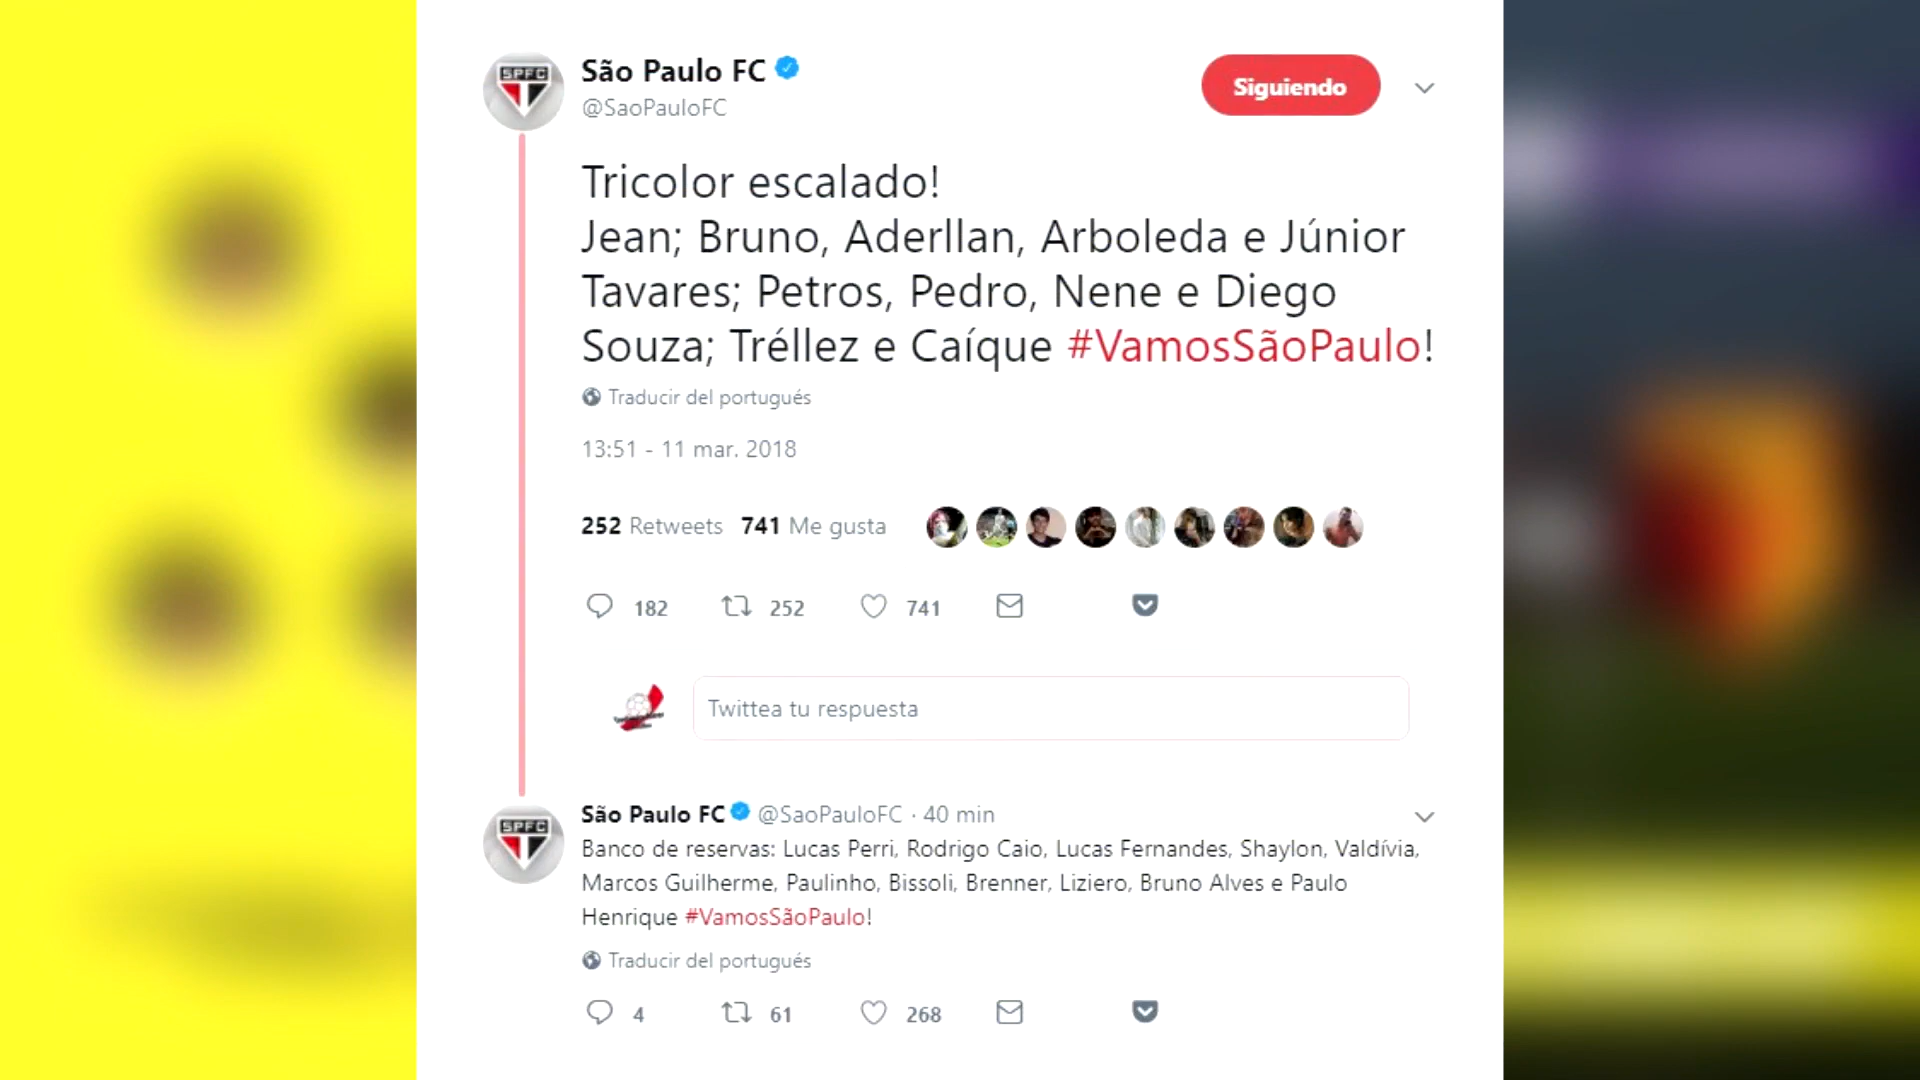 SPFC
São Paulo FC
@SaoPauloFC
Siguiendo
Tricolor escalado!
Jean; Bruno, Aderllan, Arboleda e Júnior
Tavares; Petros, Pedro, Nene e Diego
Souza; Tréllez e Caíque #VamosSãoPaulo!
Traducir del portugués
13:51 - 11 mar. 2018
252 Retweets 741 Me gusta
182 252 741
Twittea tu respuesta
SPFC
São Paulo FC @SaoPauloFC · 40 min
Banco de reservas: Lucas Perri, Rodrigo Caio, Lucas Fernandes, Shaylon, Valdívia,
Marcos Guilherme, Paulinho, Bissoli, Brenner, Liziero, Bruno Alves e Paulo
Henrique #VamosSãoPaulo!
Traducir del portugués
4 61 268